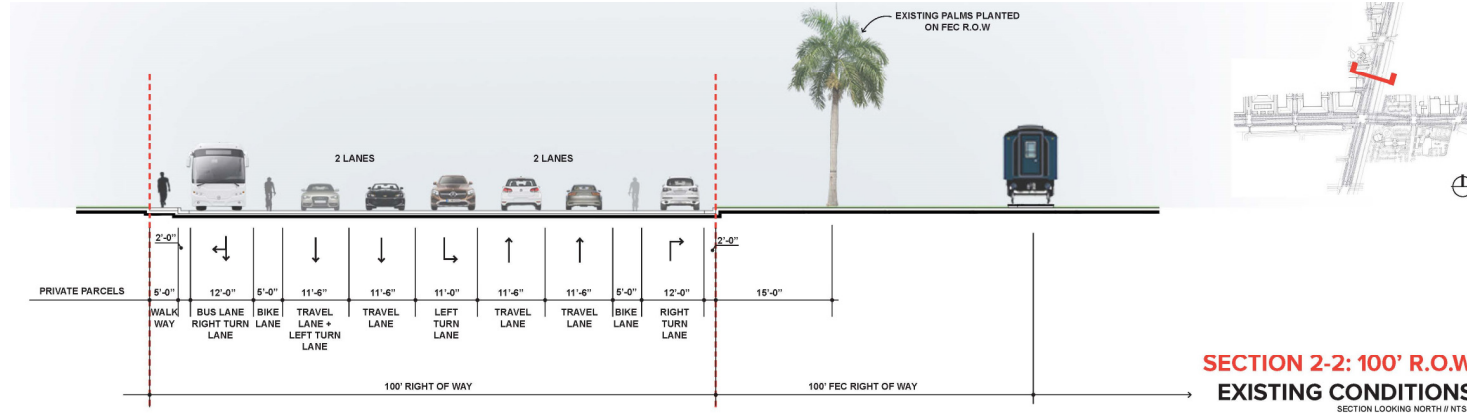 EXISTING PALMS PLANTED
ON FEC R.O.W
2 LANES
2 LANES
2'-0"
2'-0"
PRIVATE PARCELS
5'-0"
12'-0"
5'-0"
11'-6"
11'-6"
11'-0"
11'-6"
11'-6"
5'-0"
12'-0"
15'-0"
WALK
WAY
BUS LANE
RIGHT TURN
LANE
BIKE
LANE
TRAVEL
LANE +
LEFT TURN
LANE
TRAVEL
LANE
LEFT
TURN
LANE
TRAVEL
LANE
TRAVEL
LANE
BIKE
LANE
RIGHT
TURN
LANE
100' RIGHT OF WAY
100' FEC RIGHT OF WAY
SECTION 2-2: 100' R.O.W
EXISTING CONDITIONS
SECTION LOOKING NORTH // NTS